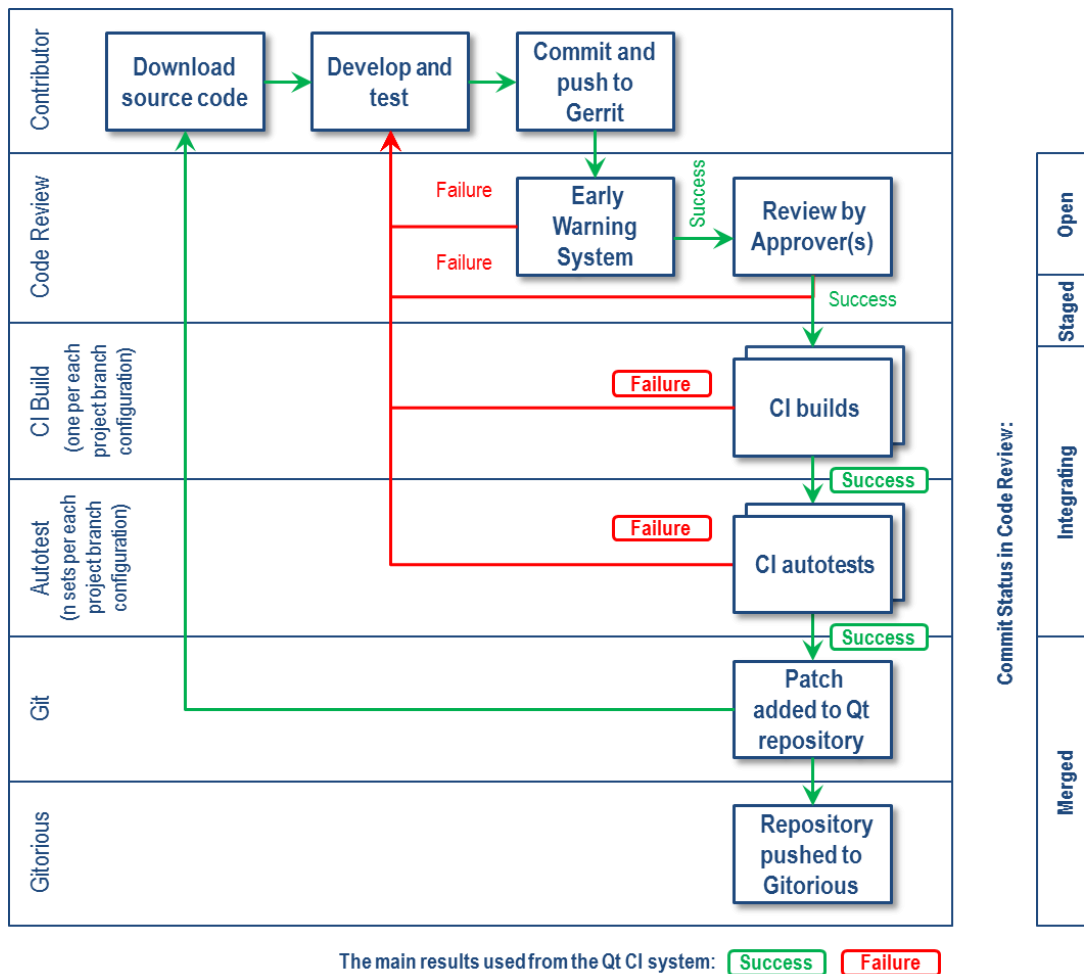 Contributor
Download
source code
Develop and
test
Commit and
push to
Gerrit
Code Review
Failure
Failure
Early
Warning
System
Success
Review by
Approver(s)
Success
CI Build
(one per each
project branch
configuration)
Failure
CI builds
Success
Autotest
(n sets per each
project branch
configuration)
Failure
CI autotests
Success
Git
Patch
added to Qt
repository
Gitorious
Repository
pushed to
Gitorious
Commit Status in Code Review:
Open
Staged
Integrating
Merged
The main results used from the Qt CI system: Success Failure